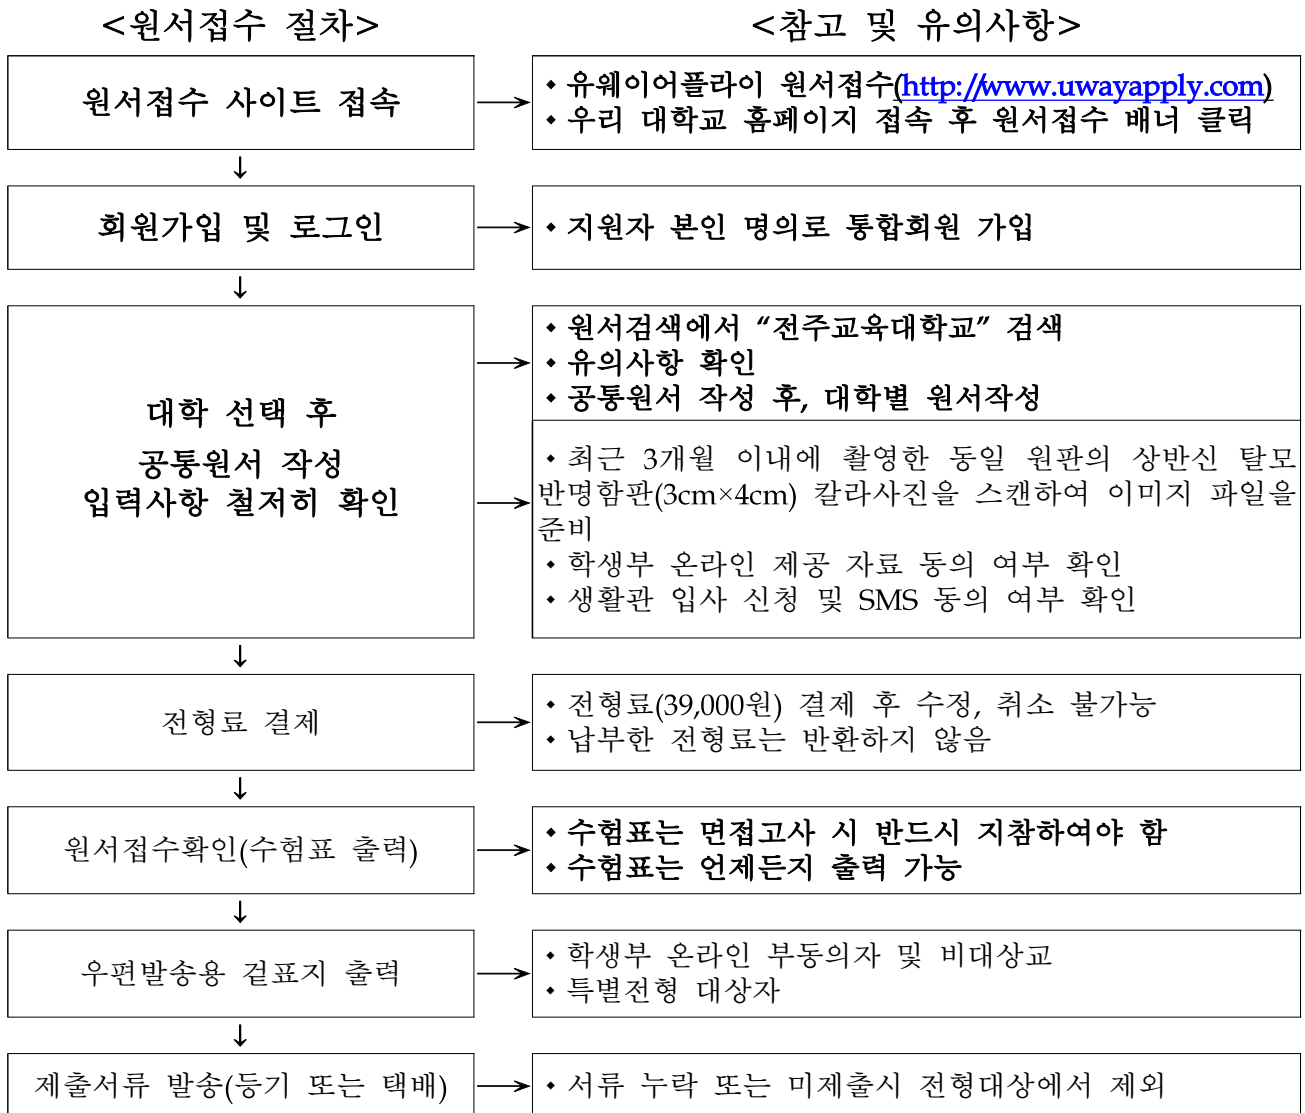 <원서접수 절차>
<참고 및 유의사항>
원서접수 사이트 접속
→
◆ 유웨이어플라이 원서접수(http://www.uwayapply.com)
◆ 우리 대학교 홈페이지 접속 후 원서접수 배너 클릭
↓
회원가입 및 로그인
→
◆ 지원자 본인 명의로 통합회원 가입
↓
대학 선택 후
공통원서 작성
입력사항 철저히 확인
→
◆ 원서검색에서 “전주교육대학교” 검색
◆ 유의사항 확인
◆ 공통원서 작성 후, 대학별 원서작성
→
◆ 최근 3개월 이내에 촬영한 동일 원판의 상반신 탈모
반명함판(3cm×4cm) 칼라사진을 스캔하여 이미지 파일을
준비
◆ 학생부 온라인 제공 자료 동의 여부 확인
◆ 생활관 입사 신청 및 SMS 동의 여부 확인
↓
전형료 결제
→
◆ 전형료(39,000원) 결제 후 수정, 취소 불가능
◆ 납부한 전형료는 반환하지 않음
↓
원서접수확인(수험표 출력)
→
◆ 수험표는 면접고사 시 반드시 지참하여야 함
◆ 수험표는 언제든지 출력 가능
↓
우편발송용 겉표지 출력
→
◆ 학생부 온라인 부동의자 및 비대상교
◆ 특별전형 대상자
↓
제출서류 발송(등기 또는 택배)
→
◆ 서류 누락 또는 미제출시 전형대상에서 제외